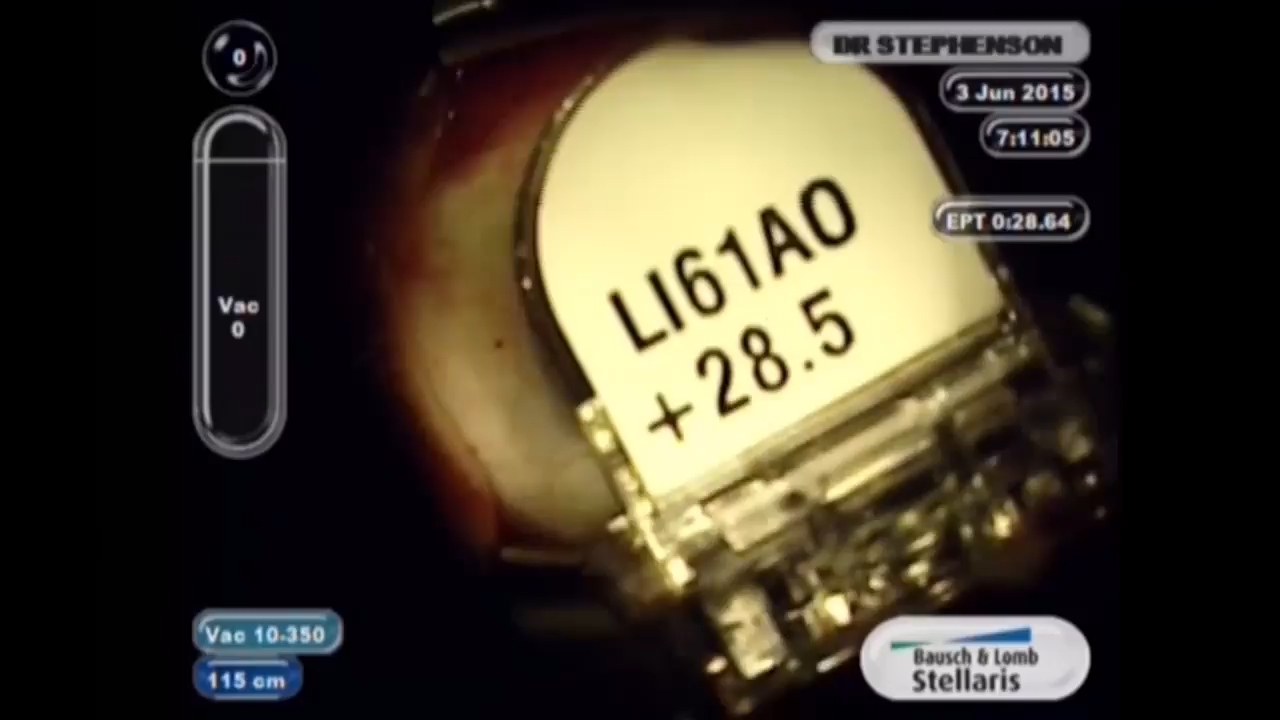 0
DR STEPHENSON
3 Jun 2015
7:11:05
EPT 0:28.64
LI61AO
+28.5
Vac
0
Vac 10-350
115 cm
Bausch & Lomb
Stellaris